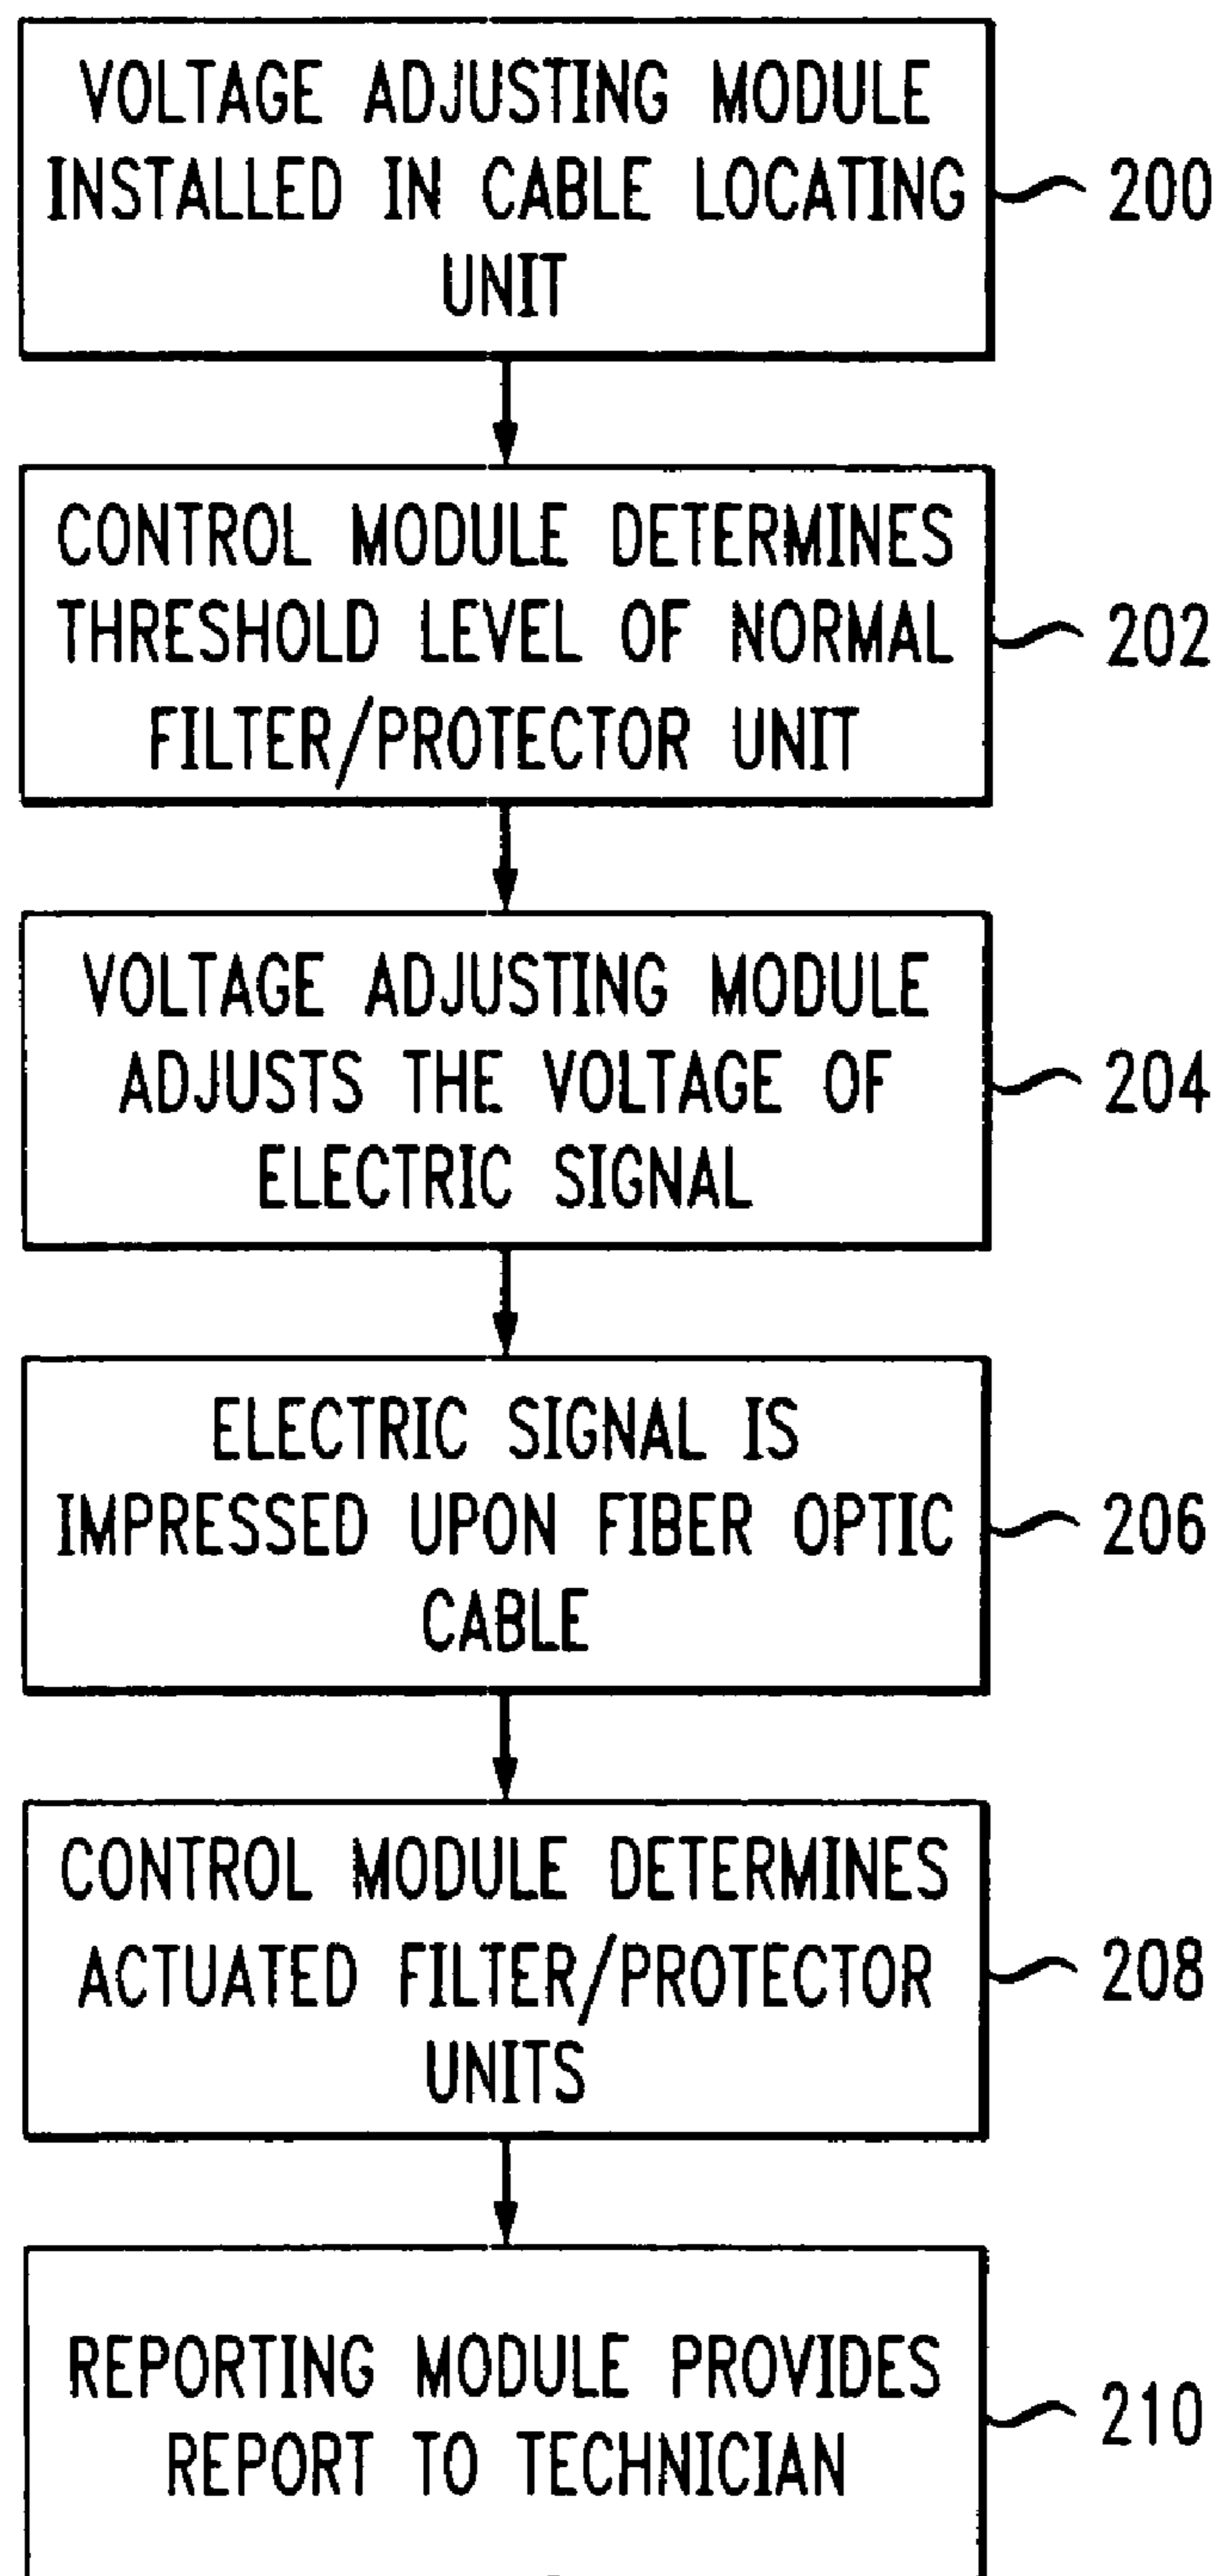 VOLTAGE ADJUSTING MODULE
INSTALLED IN CABLE LOCATING
UNIT
200
CONTROL MODULE DETERMINES
THRESHOLD LEVEL OF NORMAL
FILTER/PROTECTOR UNIT
202
VOLTAGE ADJUSTING MODULE
ADJUSTS THE VOLTAGE OF
ELECTRIC SIGNAL
204
ELECTRIC SIGNAL IS
IMPRESSED UPON FIBER OPTIC
CABLE
206
CONTROL MODULE DETERMINES
ACTUATED FILTER/PROTECTOR
UNITS
208
REPORTING MODULE PROVIDES
REPORT TO TECHNICIAN
210